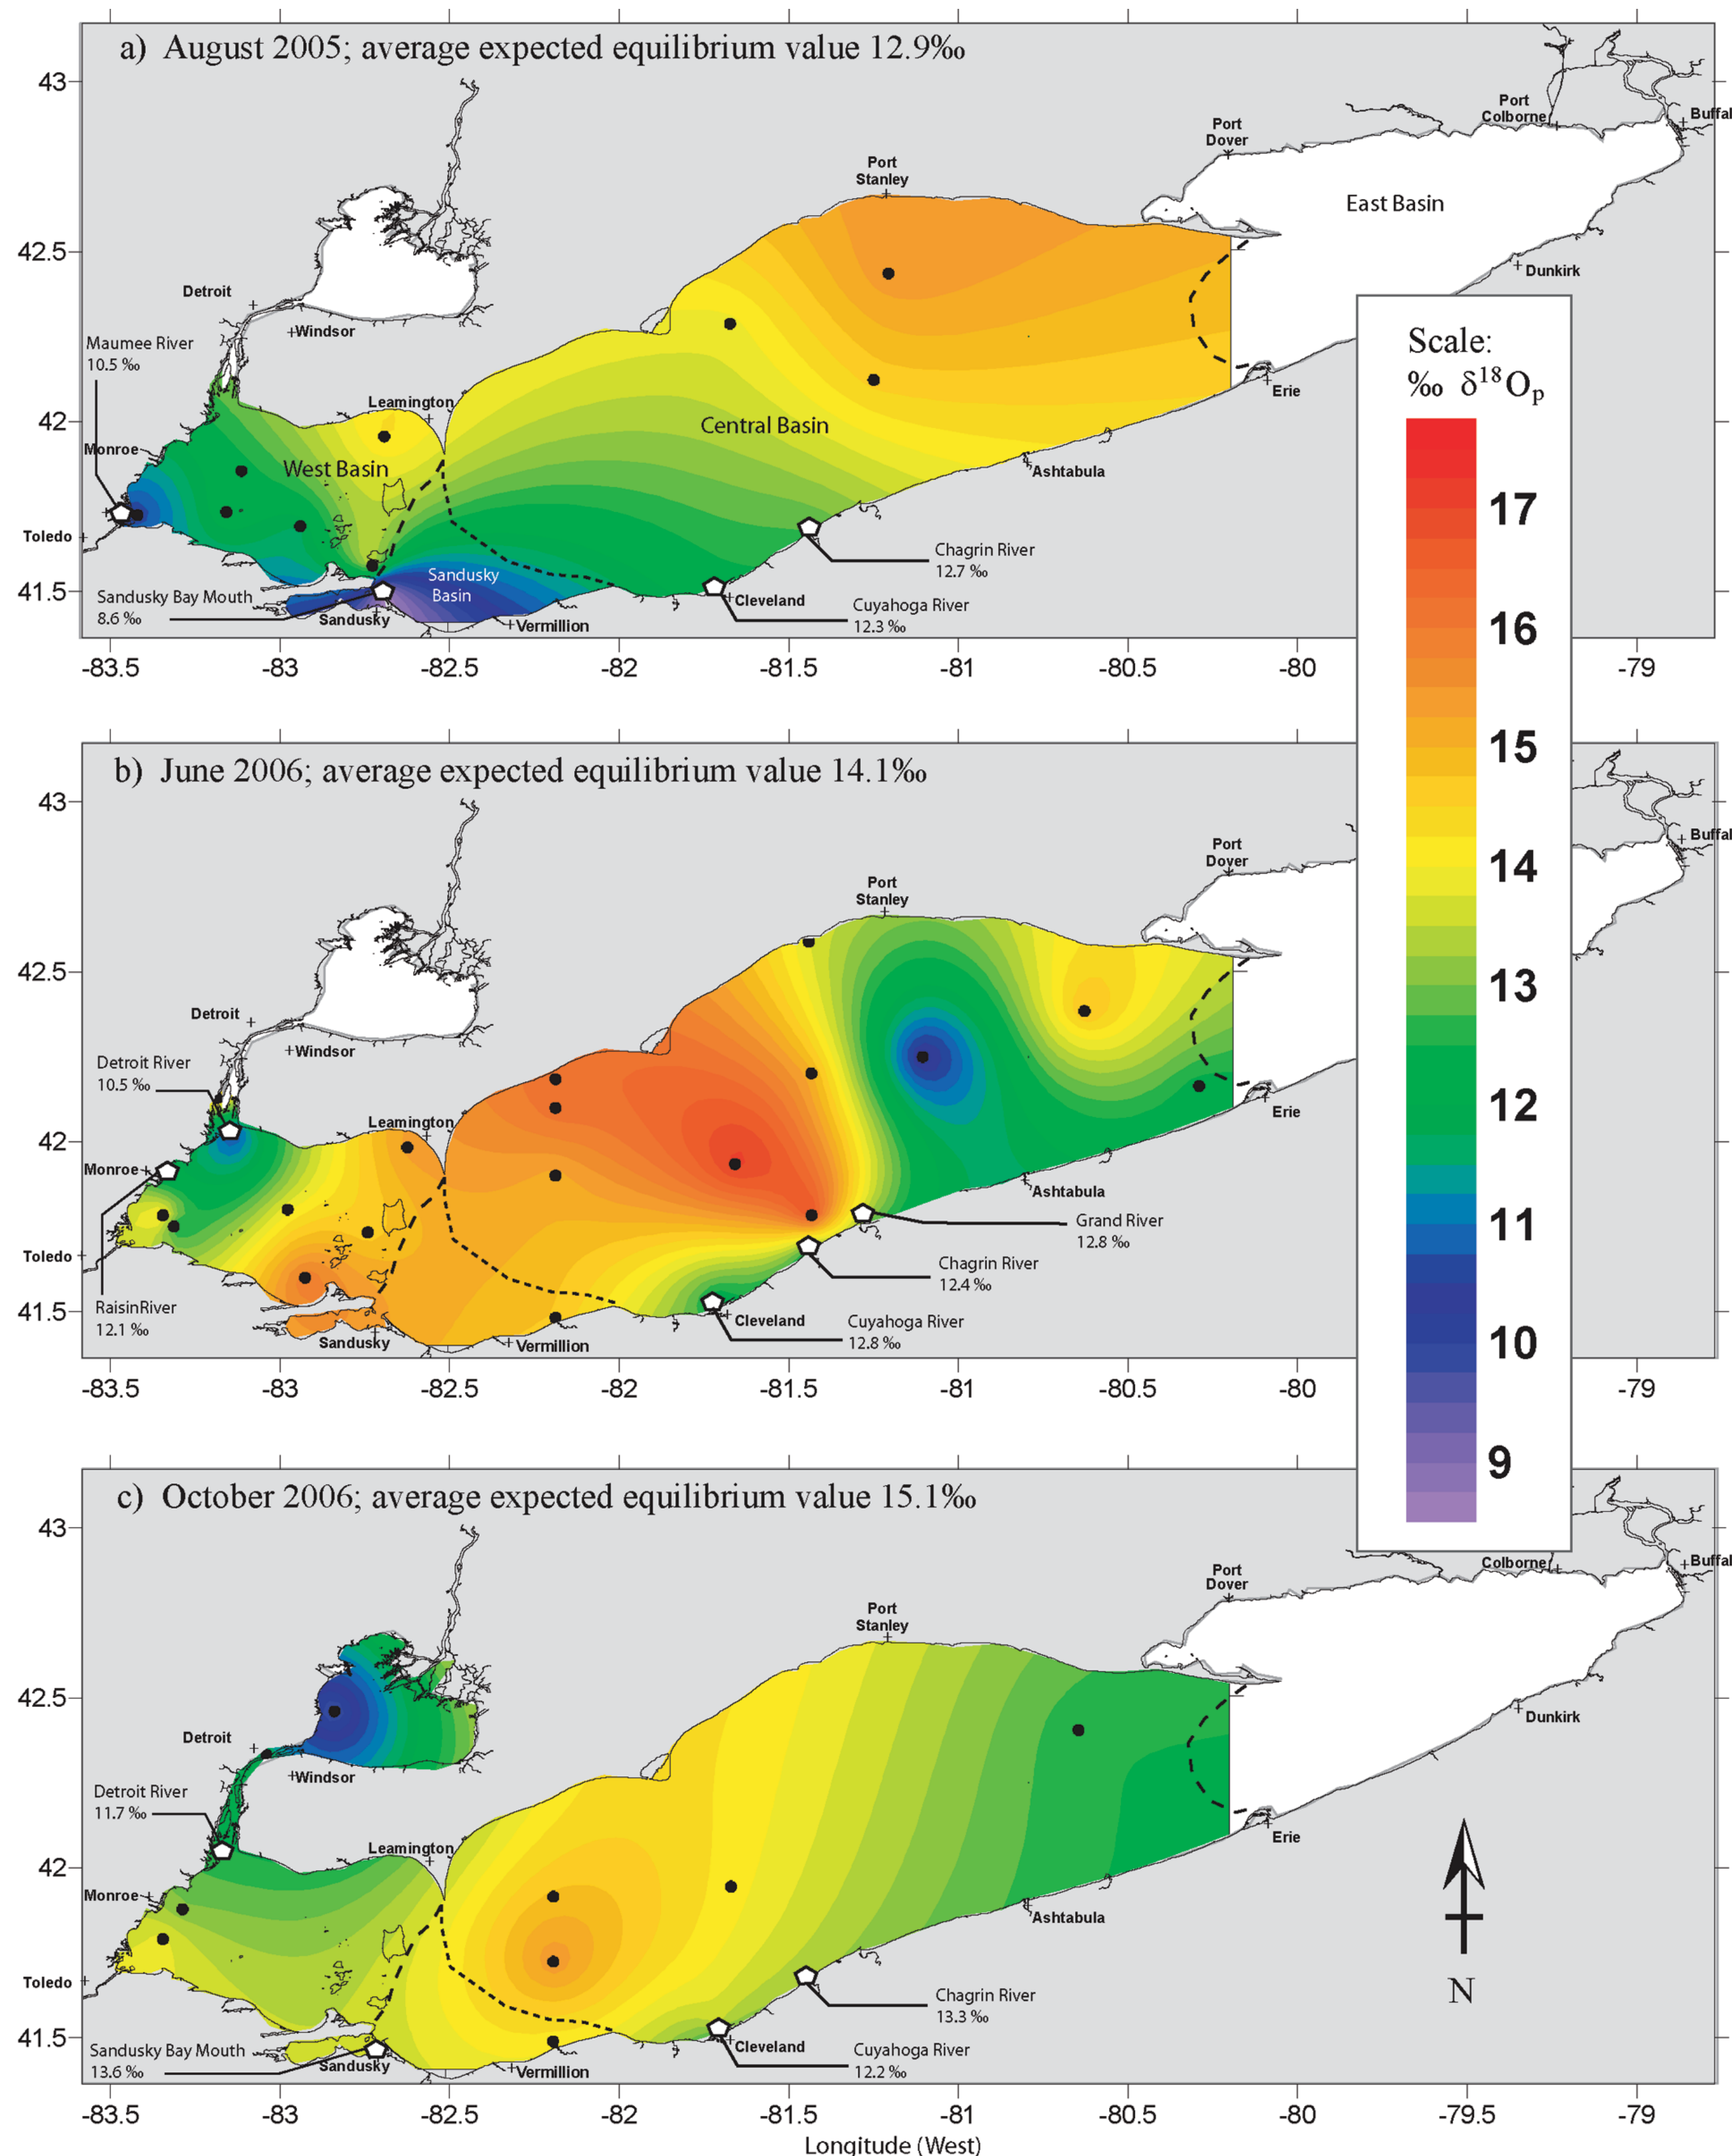 a) August 2005; average expected equilibrium value 12.9‰
43
42.5
42
41.5
Port
Colborne
Buffal
Port
Dover
Port
Stanley
East Basin
Dunkirk
Detroit
Windsor
Maumee River
10.5 ‰
Leamington
Erie
Central Basin
Monroe
West Basin
Ashtabula
Toledo
Chagrin River
12.7 ‰
Sandusky
Basin
Sandusky Bay Mouth
8.6 ‰
Cleveland
Cuyahoga River
12.3 ‰
Sandusky
Vermillion
-83.5
-83
-82.5
-82
-81.5
-81
-80.5
-80
-79
Scale:
‰ δ18Op
17
16
15
14
13
12
11
10
9
b) June 2006; average expected equilibrium value 14.1‰
43
42.5
42
41.5
Buffal
Port
Dover
Port
Stanley
Detroit
Windsor
Detroit River
10.5 ‰
Leamington
Erie
Monroe
Ashtabula
Grand River
12.8 ‰
Toledo
Chagrin River
12.4 ‰
RaisinRiver
12.1 ‰
Cleveland
Cuyahoga River
12.8 ‰
Sandusky
Vermillion
-83.5
-83
-82.5
-82
-81.5
-81
-80.5
-80
-79
c) October 2006; average expected equilibrium value 15.1‰
43
42.5
42
41.5
Colborne
Buffal
Port
Dover
Port
Stanley
Dunkirk
Detroit
Windsor
Detroit River
11.7 ‰
Leamington
Erie
Monroe
Ashtabula
Toledo
N
Chagrin River
13.3 ‰
Sandusky Bay Mouth
13.6 ‰
Cleveland
Cuyahoga River
12.2 ‰
Sandusky
Vermillion
-83.5
-83
-82.5
-82
-81.5
-81
-80.5
-80
-79.5
-79
Longitude (West)